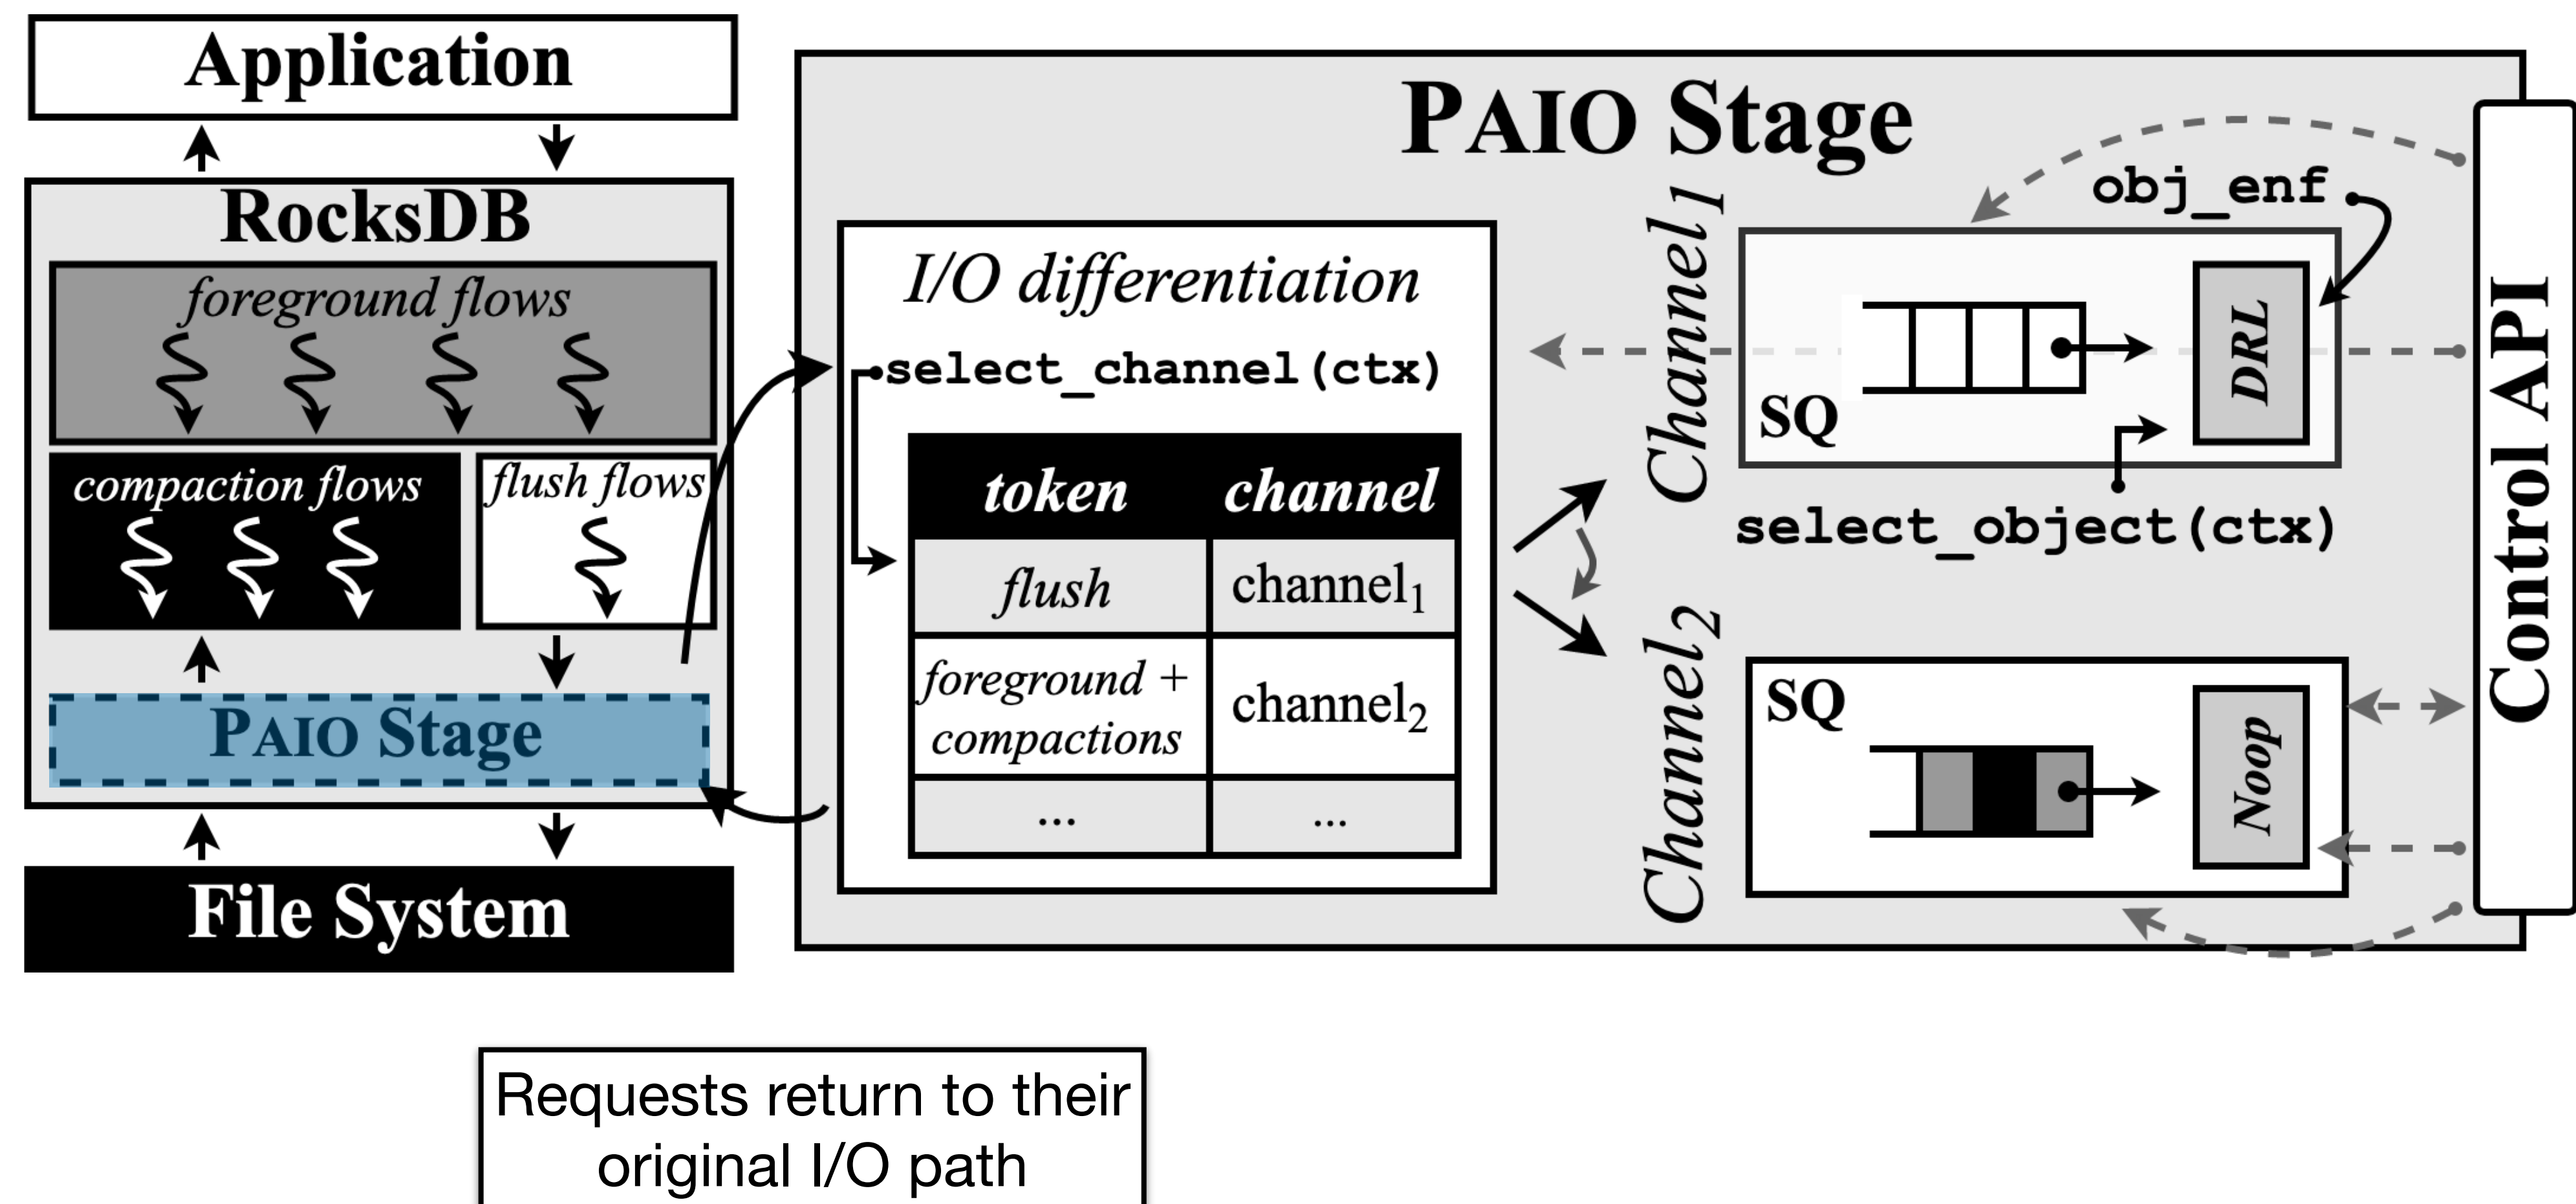 Application
RocksDB
foreground flows
compaction flows
flush flows
PAIO Stage
File System
PAIO Stage
I/O differentiation
select_channel(ctx)
token channel
flush channel1
foreground + compactions channel2
... ...
Channel1
obj_enf
SQ
DRL
select_object(ctx)
Channel2
SQ
Noop
Control API
Requests return to their
original I/O path